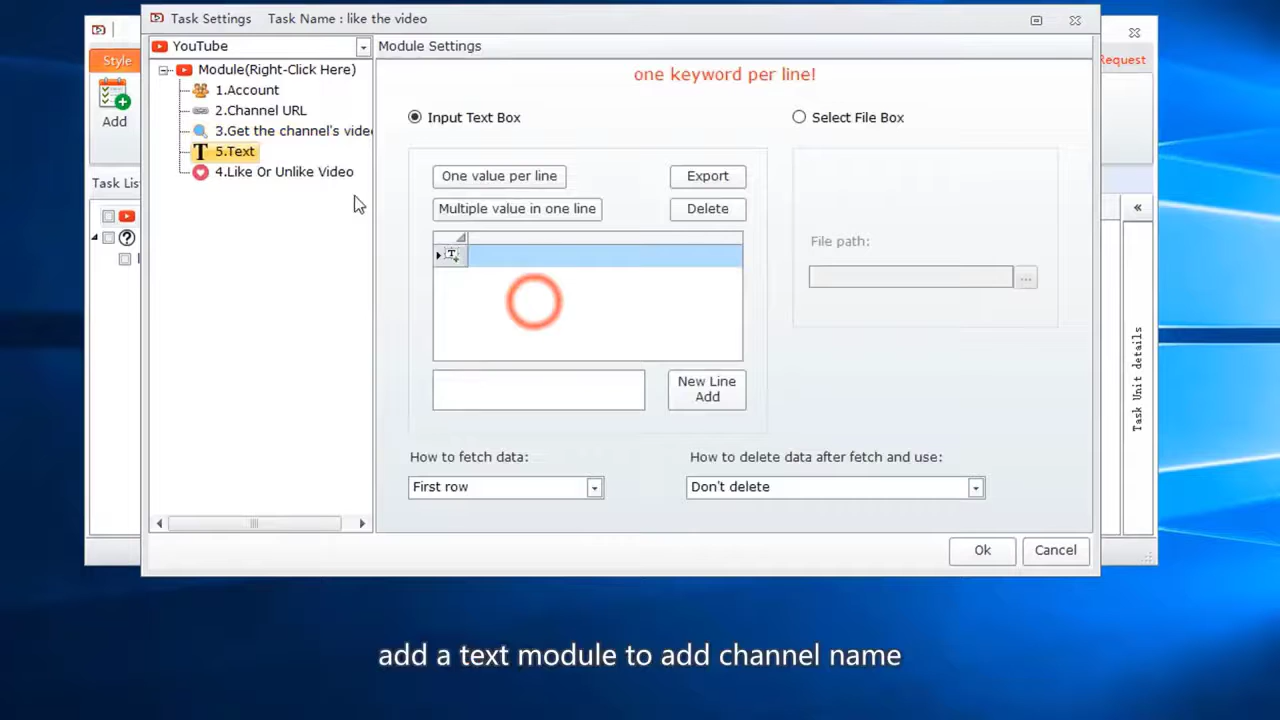 Task Settings Task Name : like the video
YouTube
Module Settings
Style
Request
Module(Right-Click Here)
one keyword per line!
1.Account
2.Channel URL
Input Text Box
Select File Box
Add
3.Get the channel's vide
5.Text
4.Like Or Unlike Video
One value per line
Export
Task Lis
Multiple value in one line
Delete
«
File path:
...
New Line
Add
Task Unit details
How to fetch data:
How to delete data after fetch and use:
First row
Don't delete
Ok
Cancel
add a text module to add channel name